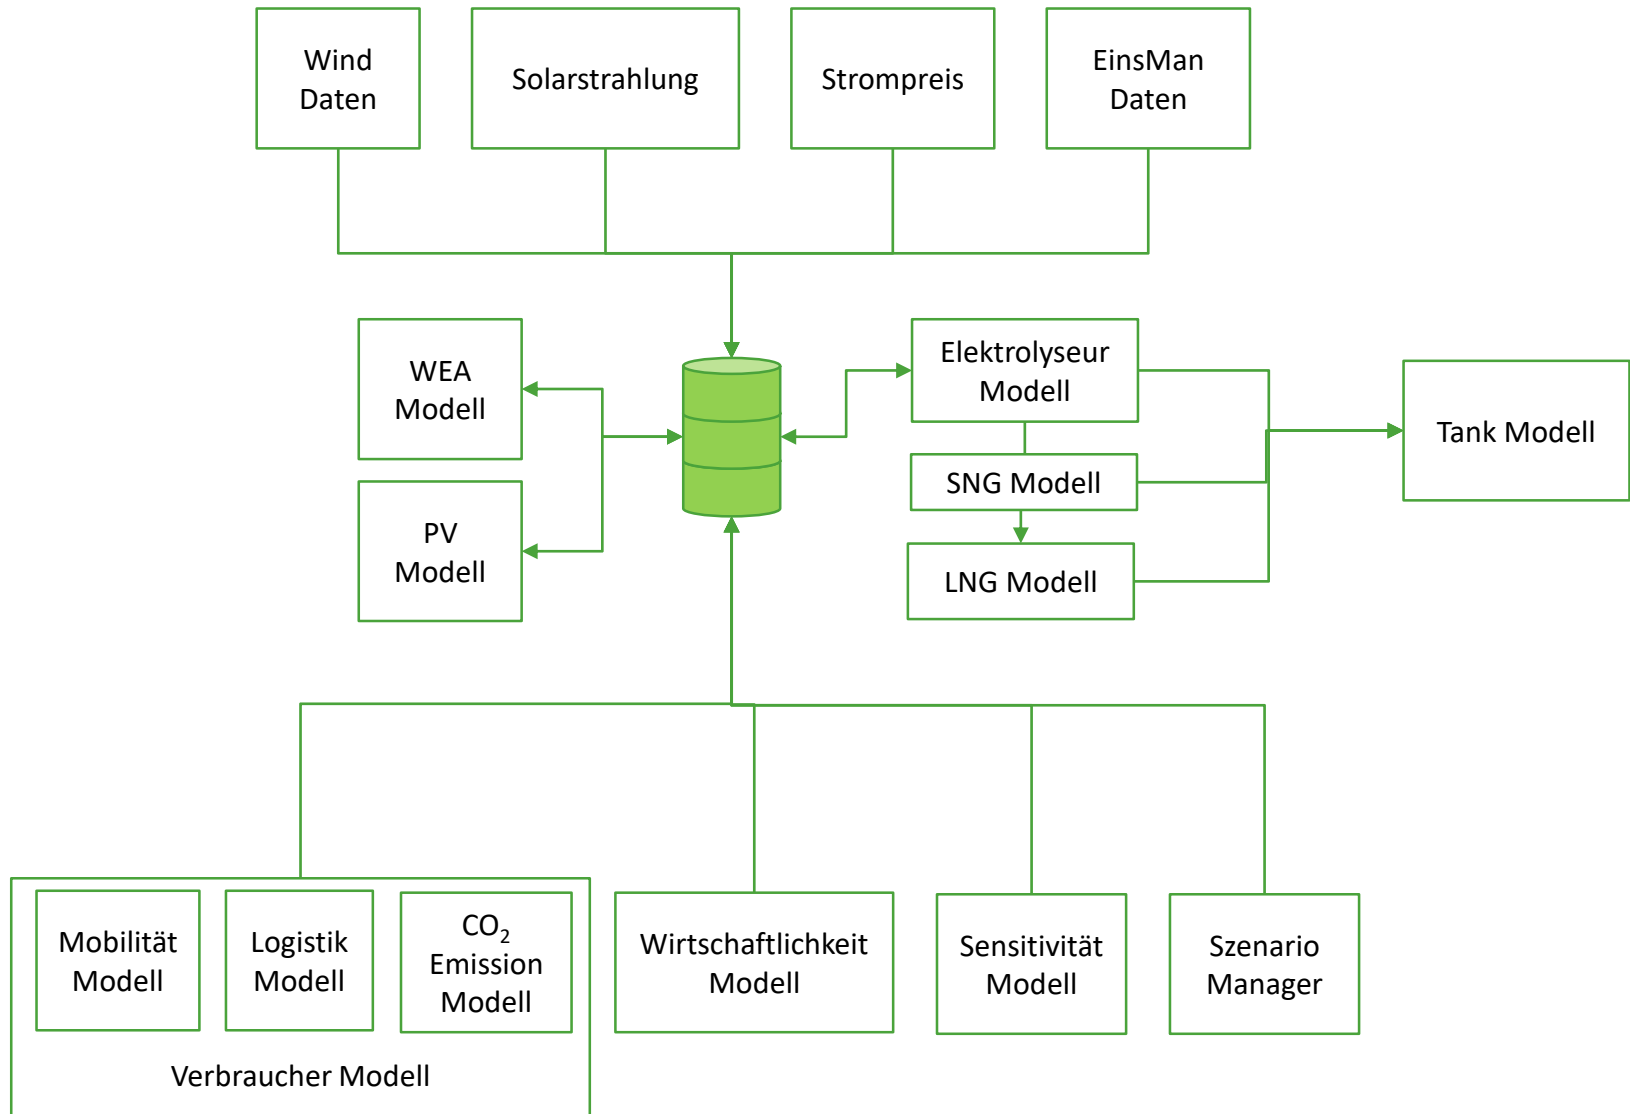 Wind
Daten
Solarstrahlung
Strompreis
EinsMan
Daten
WEA
Modell
PV
Modell
Elektrolyseur
Modell
SNG Modell
LNG Modell
Tank Modell
Mobilität
Modell
Logistik
Modell
CO₂
Emission
Modell
Verbraucher Modell
Wirtschaftlichkeit
Modell
Sensitivität
Modell
Szenario
Manager